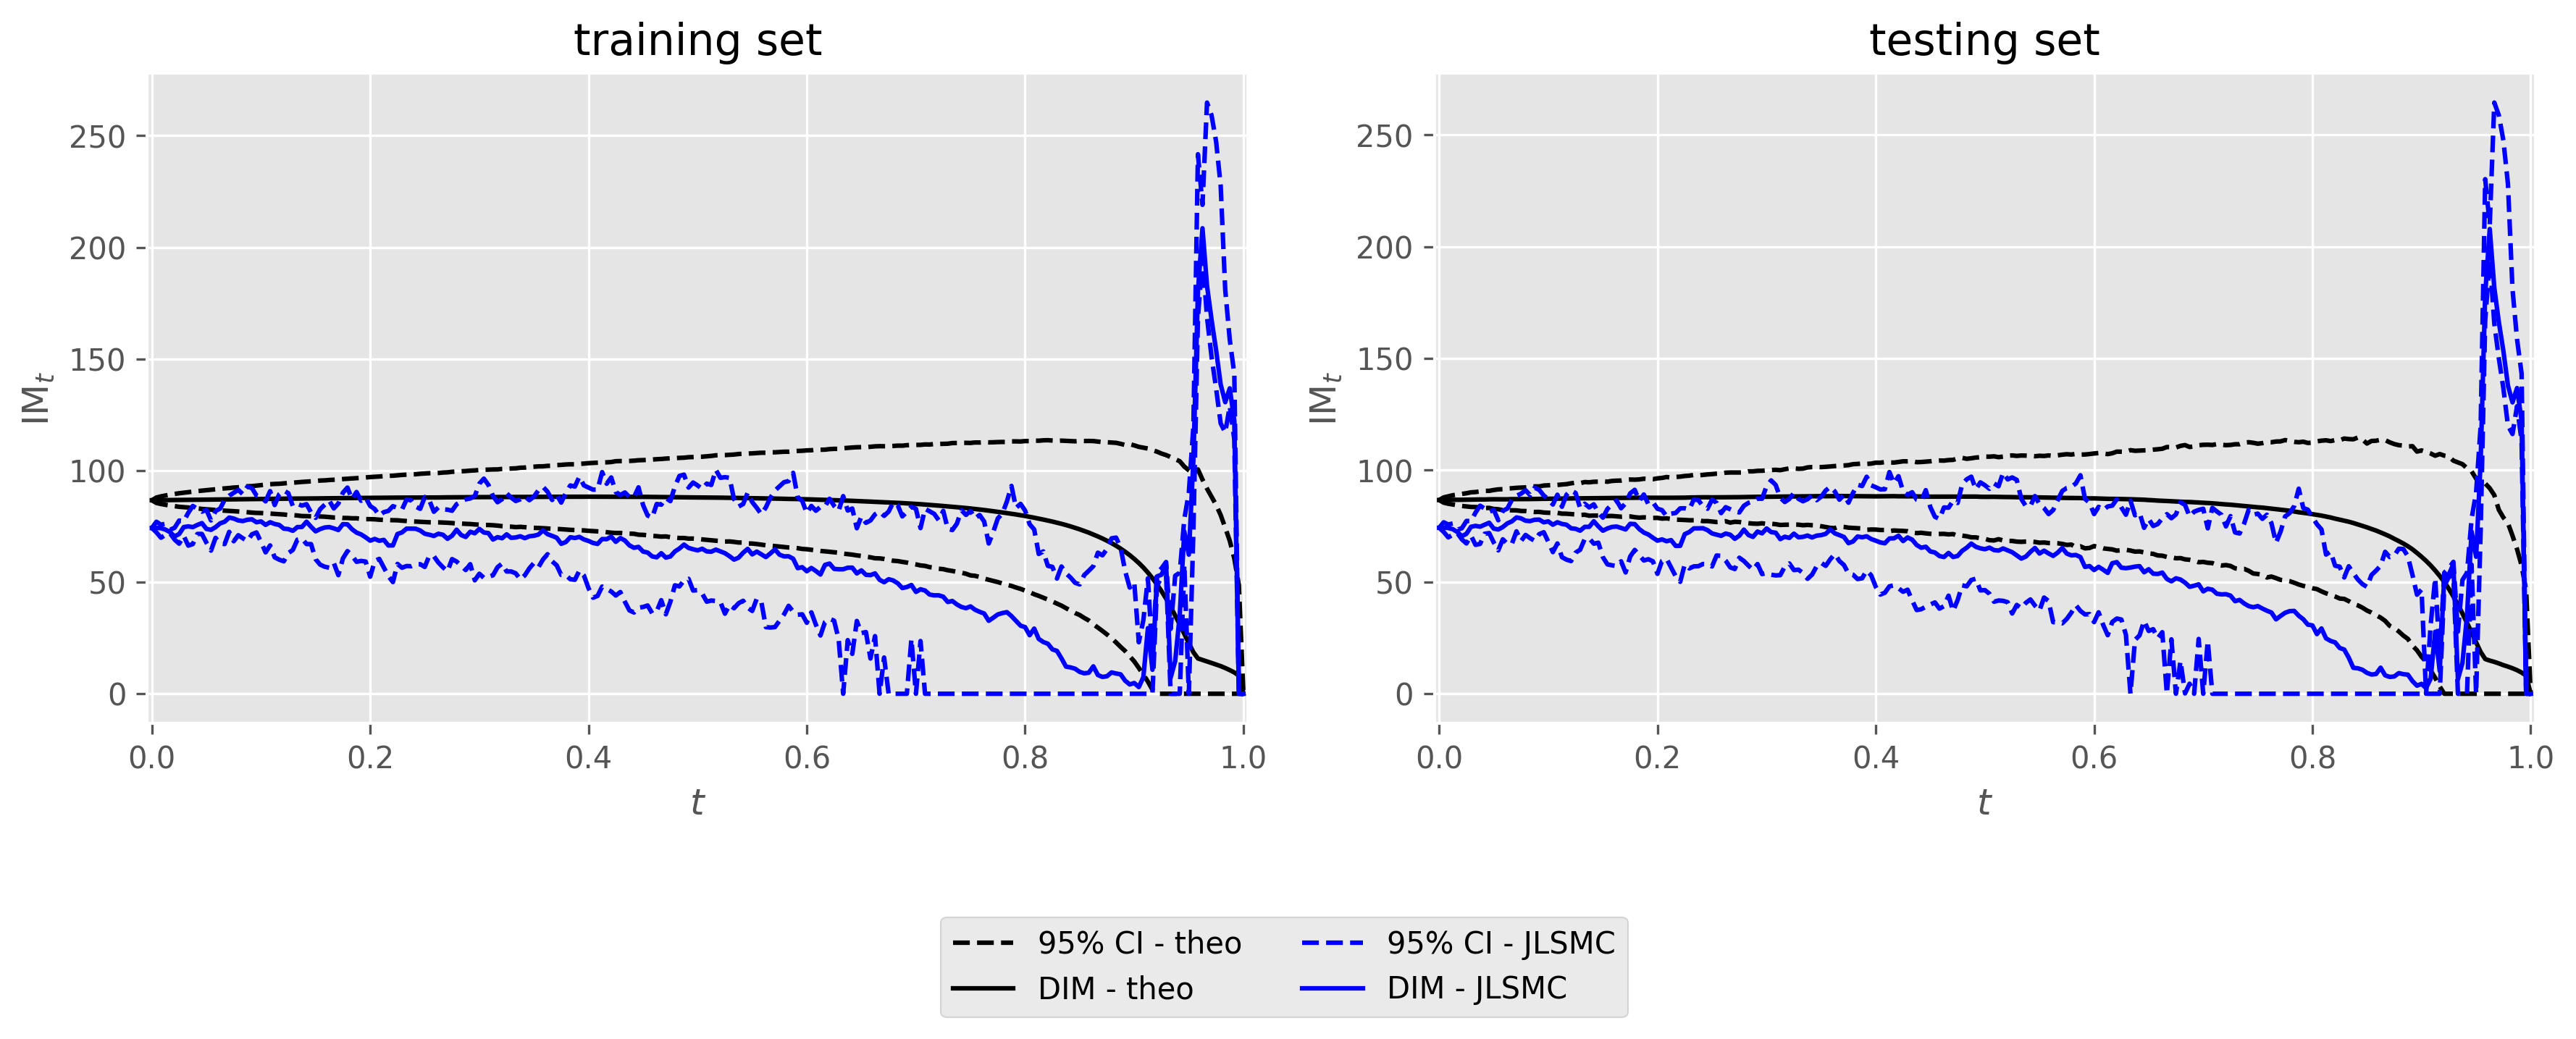 training set
testing set
250
200
150
100
50
0
IM_t
0.0 0.2 0.4 0.6 0.8 1.0
t
250
200
150
100
50
0
IM_t
0.0 0.2 0.4 0.6 0.8 1.0
t
95% CI - theo
DIM - theo
95% CI - JLSMC
DIM - JLSMC